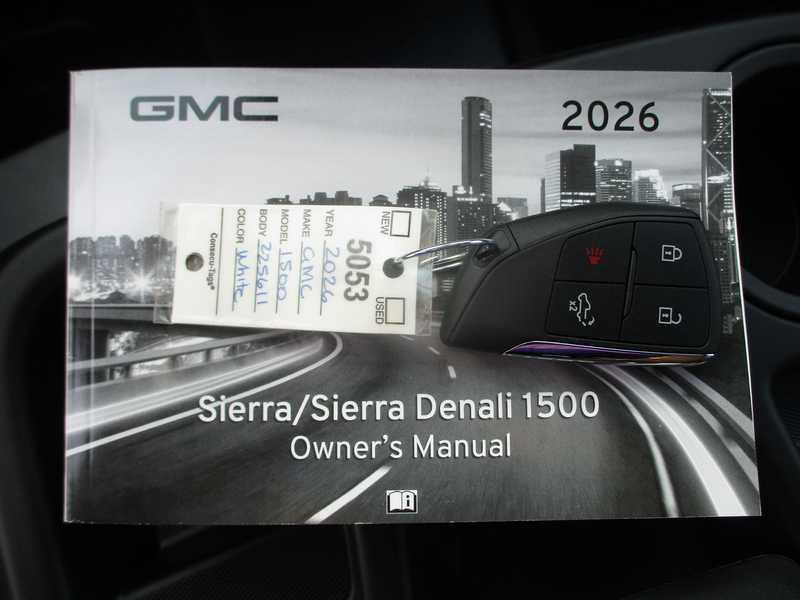 GMC
2026
NEW
USED
5053
YEAR 2026
MAKE GMC
MODEL 1500
BODY 225611
COLOR White
Consecu-Tags®
x2
Sierra/Sierra Denali 1500
Owner's Manual
i